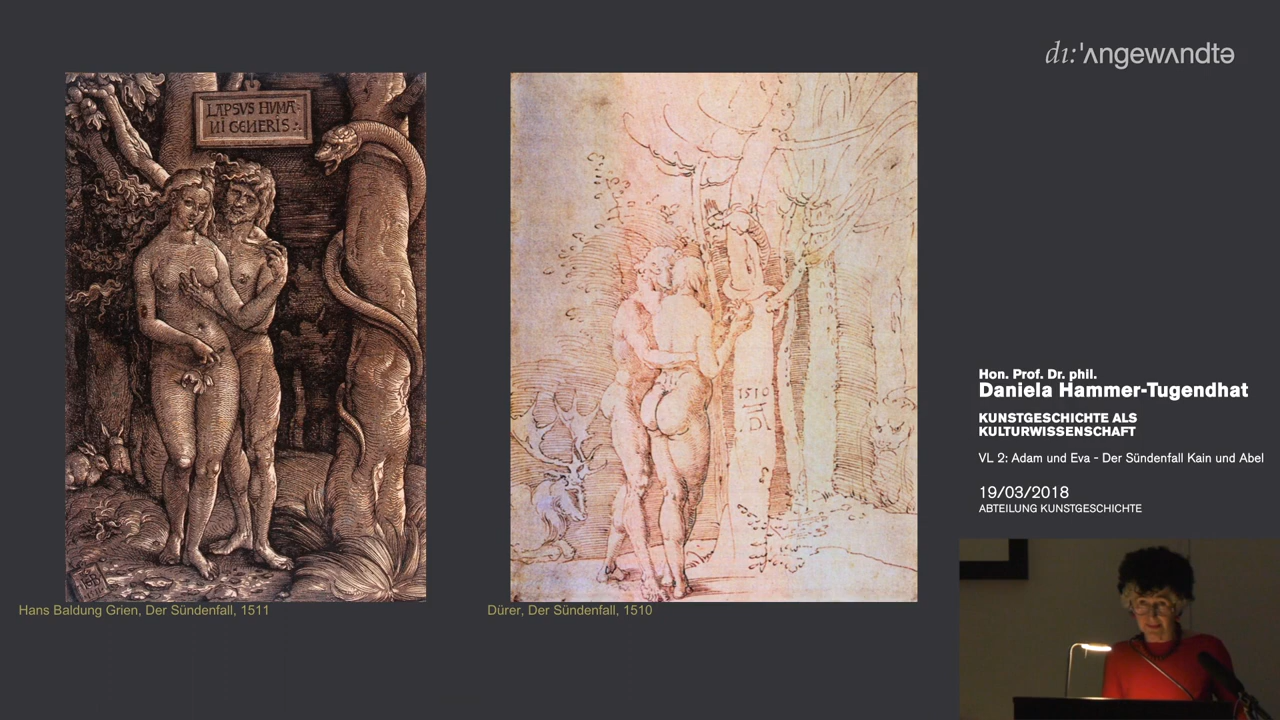 dı:'ʌngewʌndtə
LAPSVS HVMA-
NI GENERIS
1510
Hans Baldung Grien, Der Sündenfall, 1511
Dürer, Der Sündenfall, 1510
Hon. Prof. Dr. phil.
Daniela Hammer-Tugendhat
KUNSTGESCHICHTE ALS
KULTURWISSENSCHAFT
VL 2: Adam und Eva - Der Sündenfall Kain und Abel
19/03/2018
ABTEILUNG KUNSTGESCHICHTE